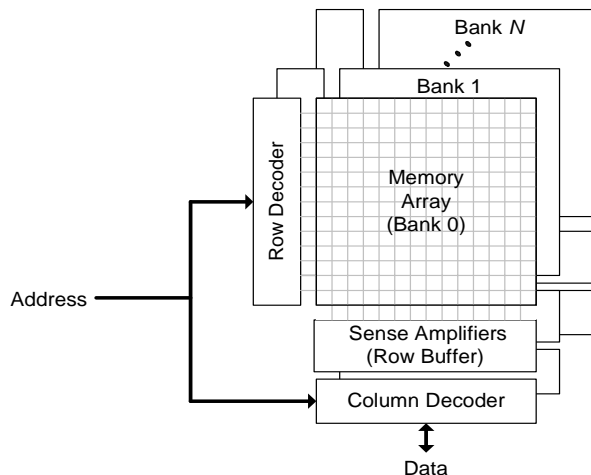 Bank N
Bank 1
Row Decoder
Memory
Array
(Bank 0)
Address
Sense Amplifiers
(Row Buffer)
Column Decoder
Data